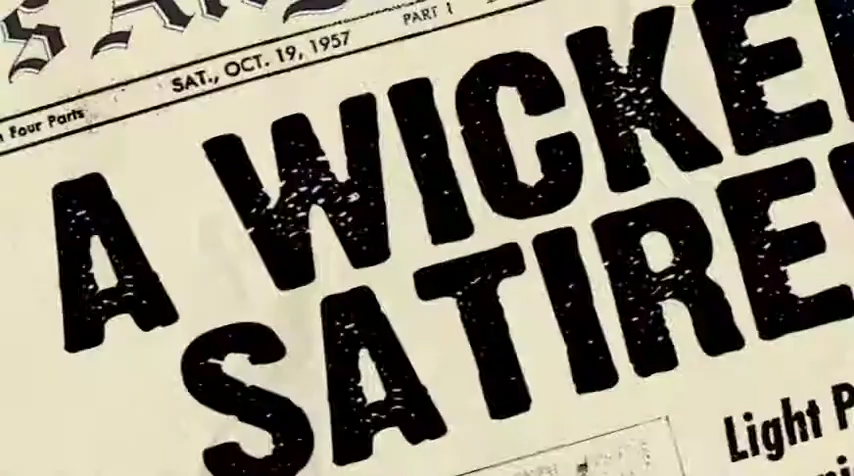 SAT., OCT. 19, 1957
PART 1
Four Parts
A WICKE
SATIRE
Light